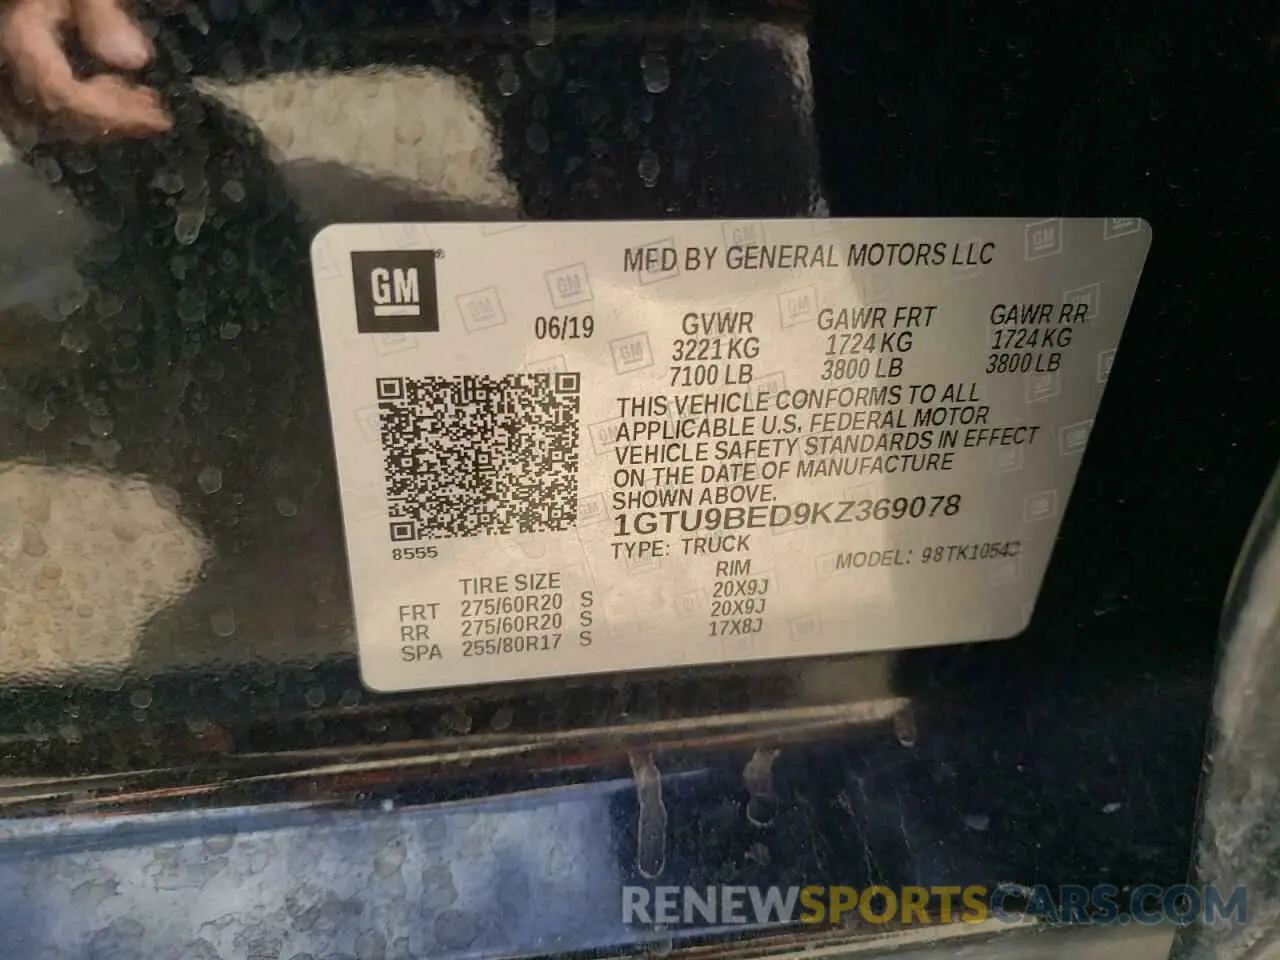 GM
MFD BY GENERAL MOTORS LLC
06/19
GVWR GAWR FRT GAWR RR
3221 KG 1724 KG 1724 KG
7100 LB 3800 LB 3800 LB
THIS VEHICLE CONFORMS TO ALL
APPLICABLE U.S. FEDERAL MOTOR
VEHICLE SAFETY STANDARDS IN EFFECT
ON THE DATE OF MANUFACTURE
SHOWN ABOVE.
1GTU9BED9KZ369078
8555
TYPE: TRUCK MODEL: 98TK10543
TIRE SIZE RIM
FRT 275/60R20 S 20X9J
RR 275/60R20 S 20X9J
SPA 255/80R17 S 17X8J
RENEWSPORTSCARS.COM